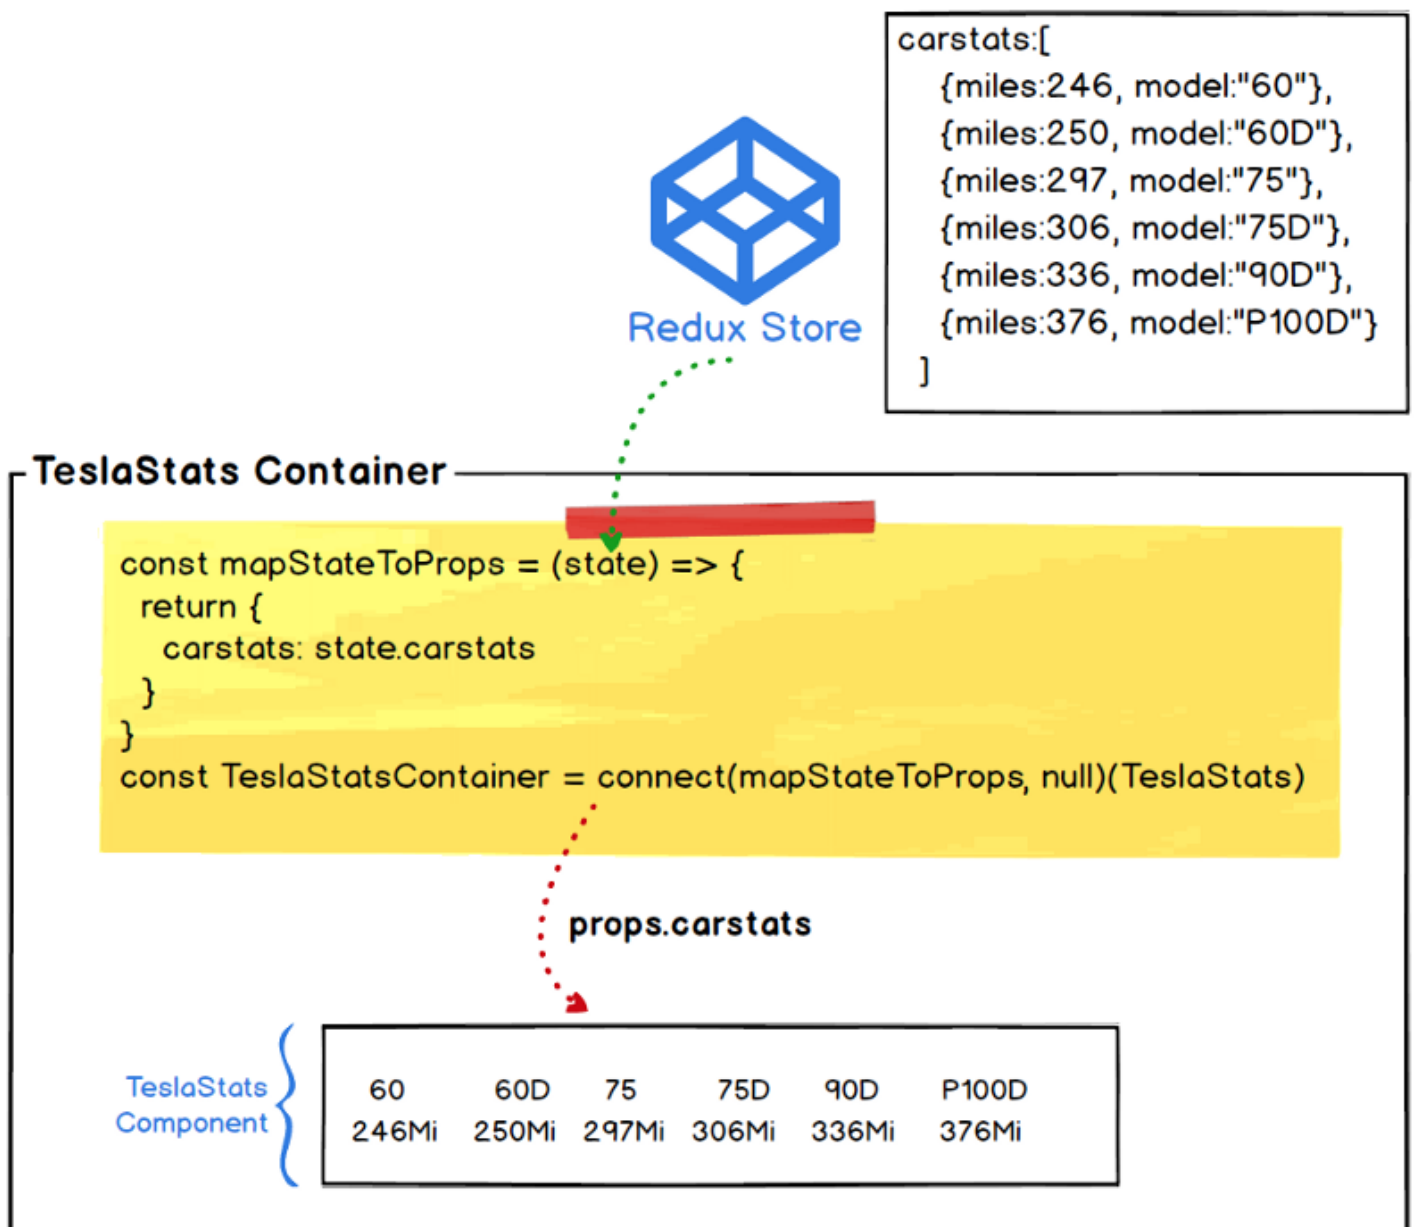 carstats:[
{miles:246, model:"60"},
{miles:250, model:"60D"},
{miles:297, model:"75"},
{miles:306, model:"75D"},
{miles:336, model:"90D"},
{miles:376, model:"P100D"}
]
Redux Store
TeslaStats Container
const mapStateToProps = (state) => {
return {
carstats: state.carstats
}
}
const TeslaStatsContainer = connect(mapStateToProps, null)(TeslaStats)
props.carstats
TeslaStats
Component
60 60D 75 75D 90D P100D
246Mi 250Mi 297Mi 306Mi 336Mi 376Mi